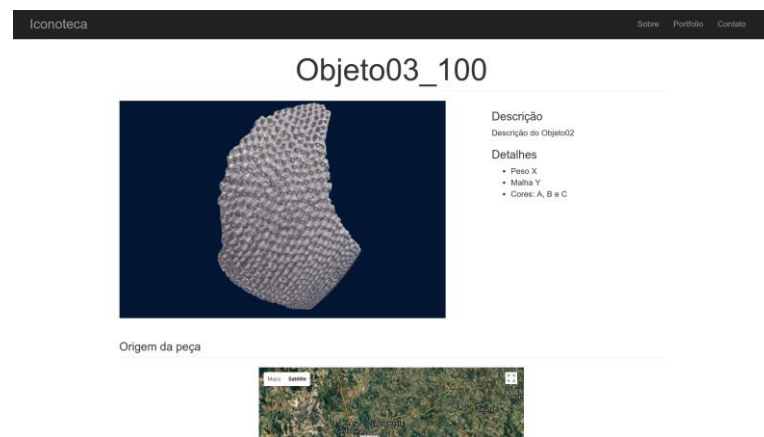 Iconoteca
Sobre Portfolio Contato
Objeto03_100
Descrição
Descrição do Objeto02
Detalhes
Peso X
Malha Y
Cores: A, B e C
Origem da peça
Mapa Satélite